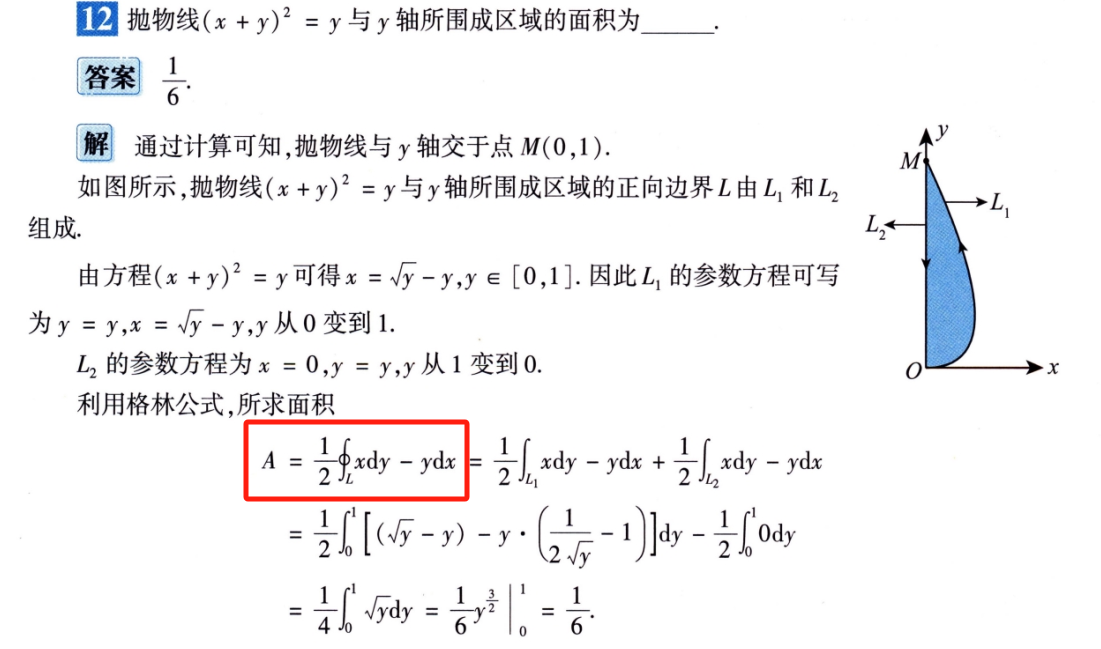 12 抛物线(x + y)² = y 与 y 轴所围成区域的面积为______.
答案 1/6.
解 通过计算可知,抛物线与 y 轴交于点 M(0,1).
如图所示,抛物线(x + y)² = y 与 y 轴所围成区域的正向边界 L 由 L₁ 和 L₂
组成.
由方程(x + y)² = y 可得 x = √y − y,y ∈ [0,1]. 因此 L₁ 的参数方程可写
为 y = y,x = √y − y,y 从 0 变到 1.
L₂ 的参数方程为 x = 0,y = y,y 从 1 变到 0.
利用格林公式,所求面积
A = 1/2 ∮_L xdy − ydx = 1/2 ∫_L₁ xdy − ydx + 1/2 ∫_L₂ xdy − ydx
= 1/2 ∫₀¹ [(√y − y) − y · (1/(2√y) − 1)]dy − 1/2 ∫₀¹ 0dy
= 1/4 ∫₀¹ √y dy = 1/6 y^(3/2) |₀¹ = 1/6.
y
M
L₁
L₂
O
x